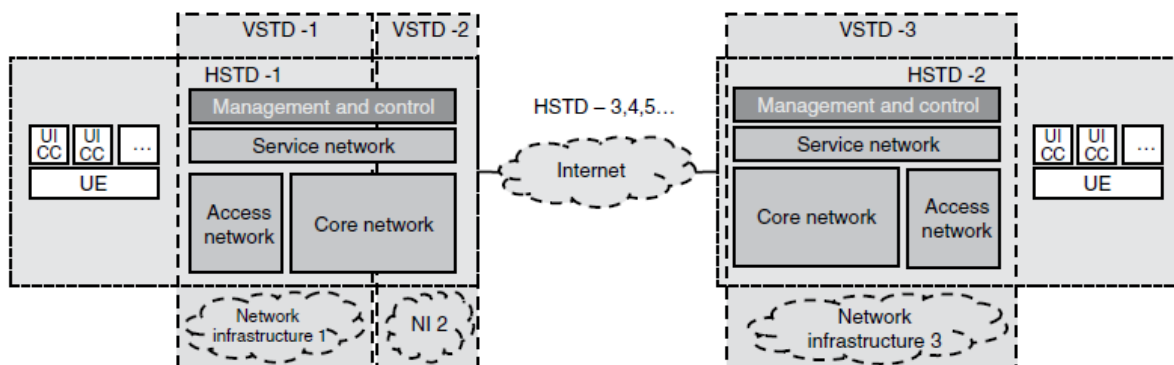 VSTD -1
VSTD -2
VSTD -3
HSTD -1
HSTD -2
Management and control
Service network
Access
network
Core network
UI
CC
UI
CC
...
UE
HSTD – 3,4,5...
Internet
Management and control
Service network
Core network
Access
network
UI
CC
UI
CC
...
UE
Network
infrastructure 1
NI 2
Network
infrastructure 3